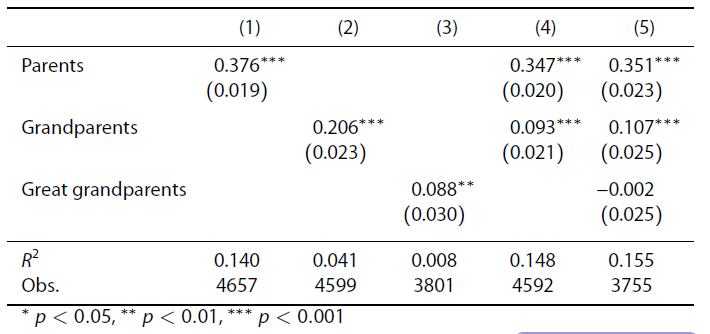 (1) (2) (3) (4) (5)
Parents 0.376*** 0.347*** 0.351***
(0.019) (0.020) (0.023)
Grandparents 0.206*** 0.093*** 0.107***
(0.023) (0.021) (0.025)
Great grandparents 0.088** −0.002
(0.030) (0.025)
R² 0.140 0.041 0.008 0.148 0.155
Obs. 4657 4599 3801 4592 3755
* p < 0.05, ** p < 0.01, *** p < 0.001